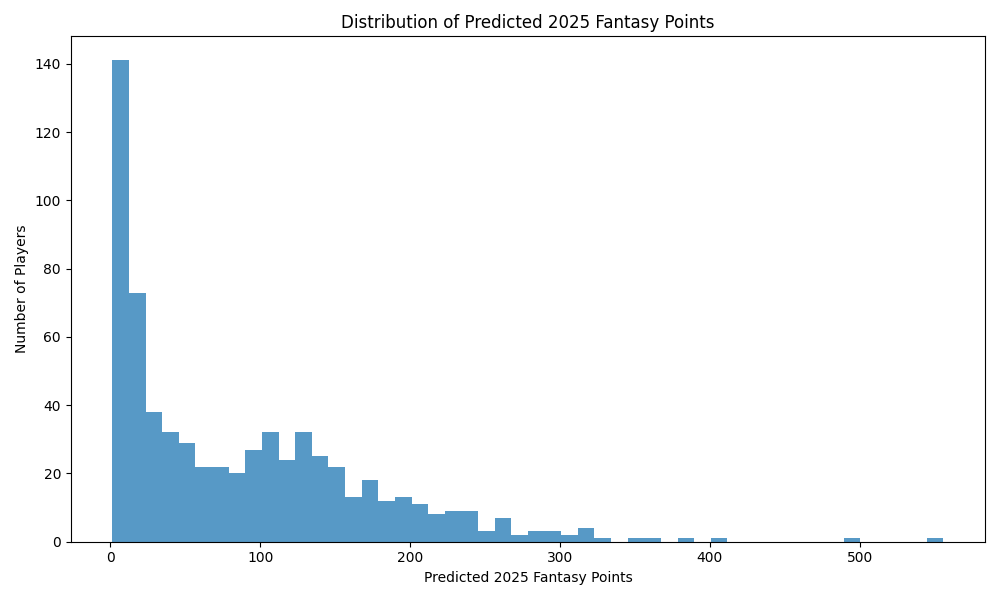 Distribution of Predicted 2025 Fantasy Points
140
120
100
80
60
40
20
0
Number of Players
0 100 200 300 400 500
Predicted 2025 Fantasy Points